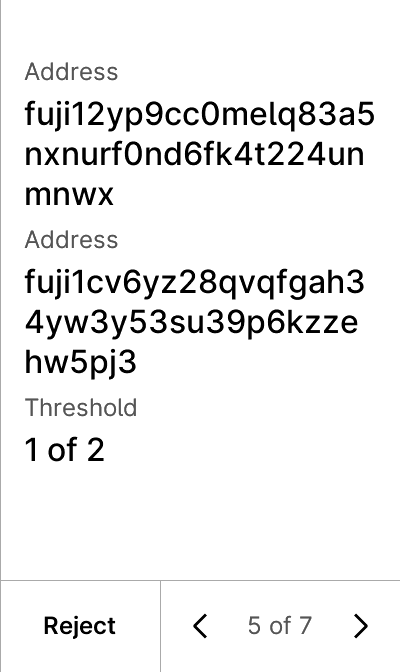 Address
fuji12yp9cc0melq83a5
nxnurf0nd6fk4t224un
mnwx
Address
fuji1cv6yz28qvqfgah3
4yw3y53su39p6kzze
hw5pj3
Threshold
1 of 2
Reject
5 of 7